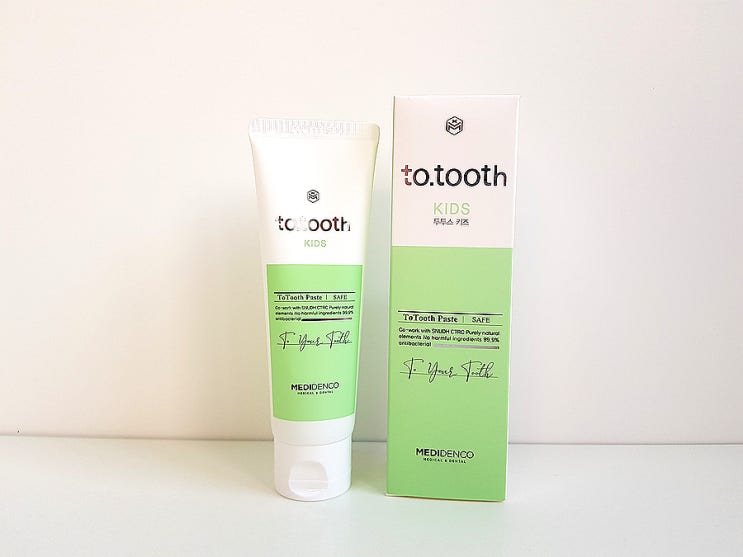 to.tooth
KIDS
ToTooth Paste | SAFE
Co-work with SNUDH CTRC Purely natural
elements No harmful ingredients 99.9%
antibacterial
To Your Tooth
MEDIDENCO
MEDICAL & DENTAL
to.tooth
KIDS
투투스 키즈
ToTooth Paste | SAFE
Co-work with SNUDH CTRC Purely natural
elements No harmful ingredients 99.9%
antibacterial
To Your Tooth
MEDIDENCO
MEDICAL & DENTAL